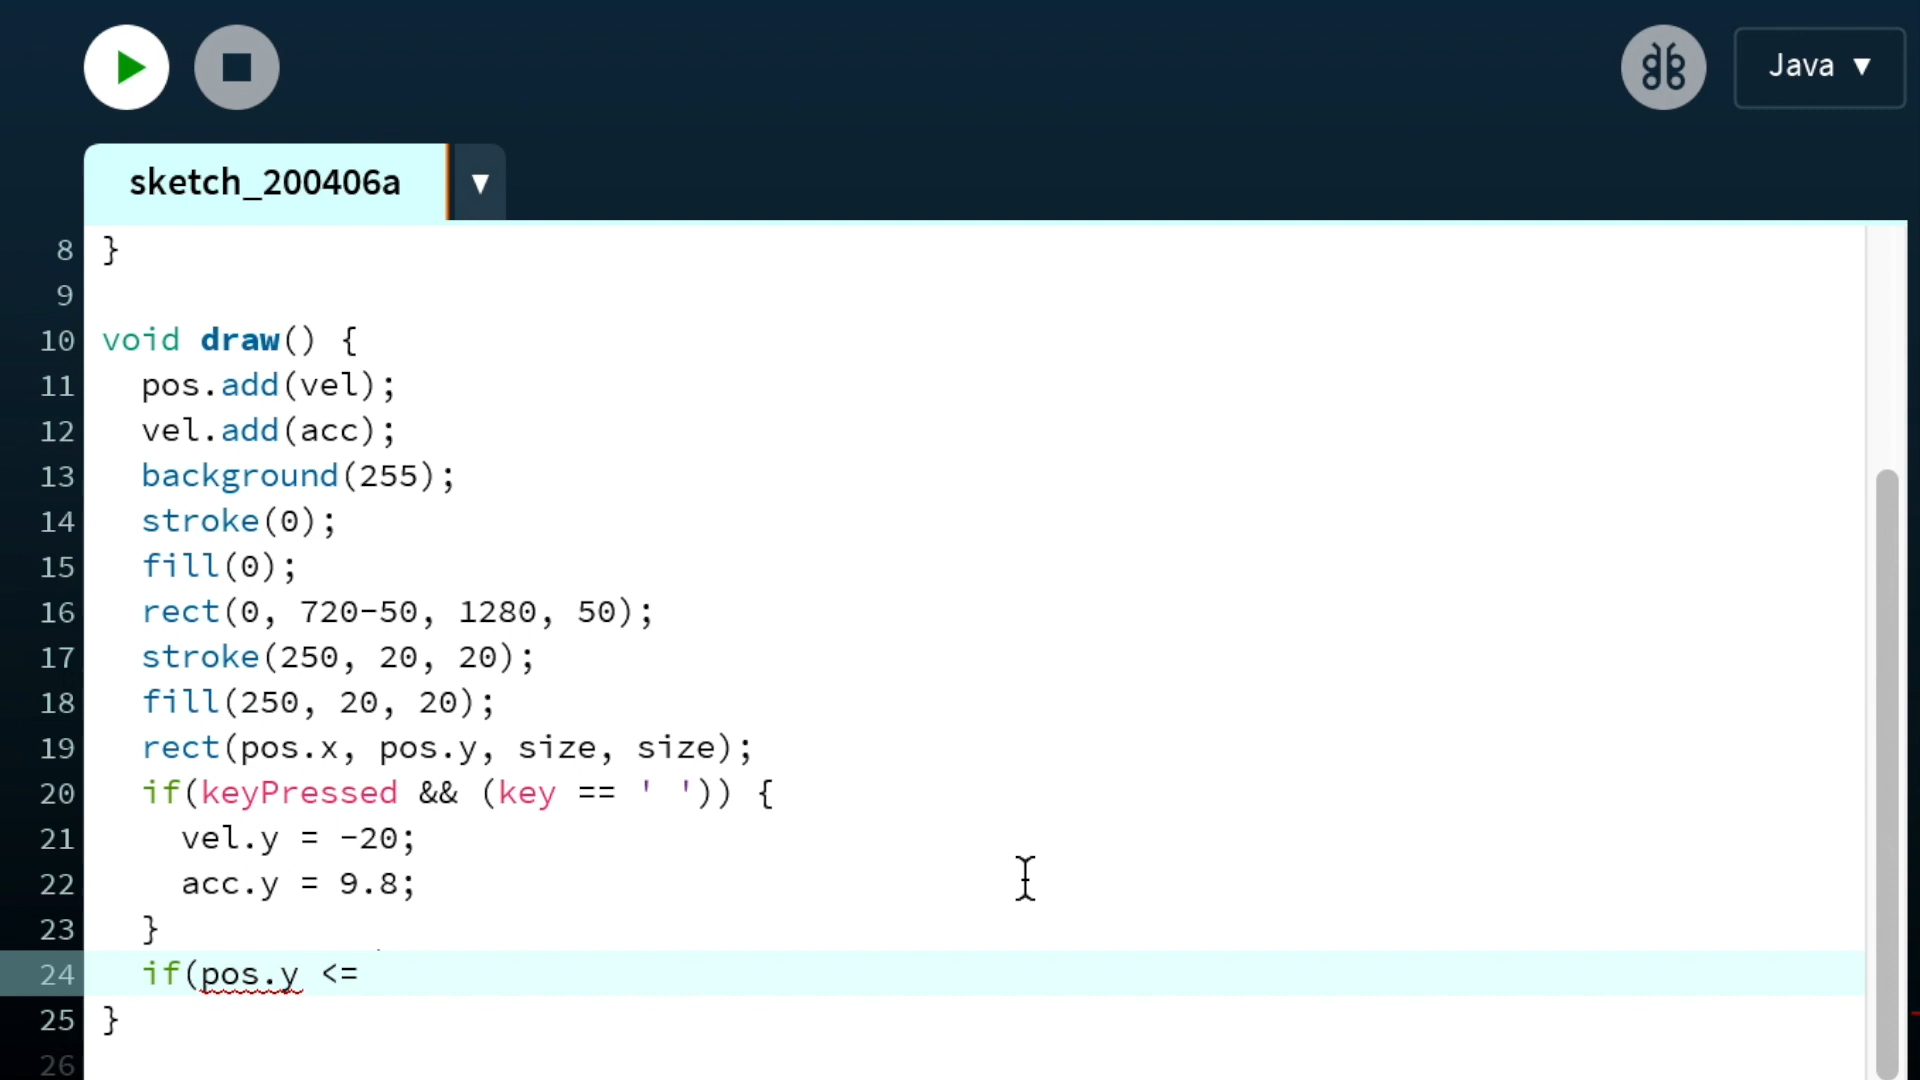 Java ▼
sketch_200406a ▼
8 }
9
10 void draw() {
11   pos.add(vel);
12   vel.add(acc);
13   background(255);
14   stroke(0);
15   fill(0);
16   rect(0, 720-50, 1280, 50);
17   stroke(250, 20, 20);
18   fill(250, 20, 20);
19   rect(pos.x, pos.y, size, size);
20   if(keyPressed && (key == ' ')) {
21     vel.y = -20;
22     acc.y = 9.8;
23   }
24   if(pos.y <=
25 }
26